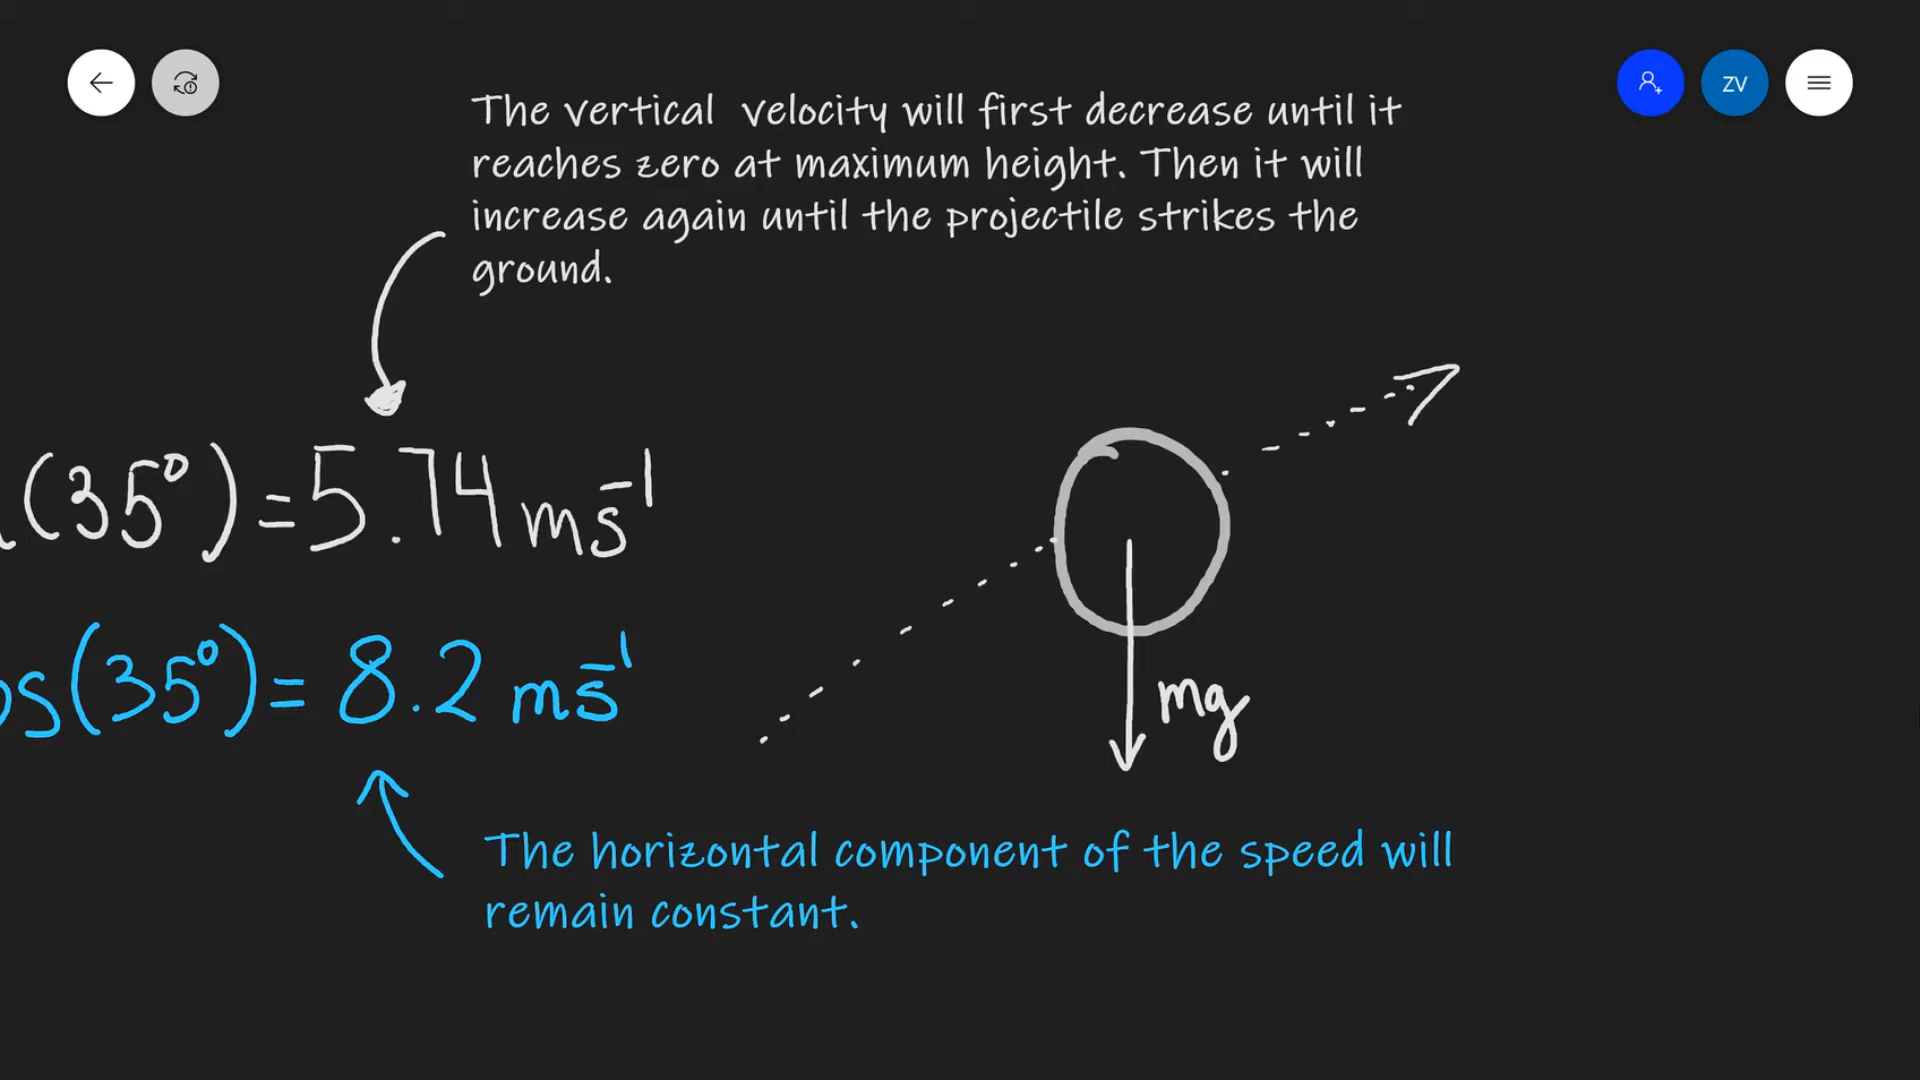 ZV
The vertical velocity will first decrease until it
reaches zero at maximum height. Then it will
increase again until the projectile strikes the
ground.
(35°) = 5.74 ms⁻¹
os(35°) = 8.2 ms⁻¹
mg
The horizontal component of the speed will
remain constant.